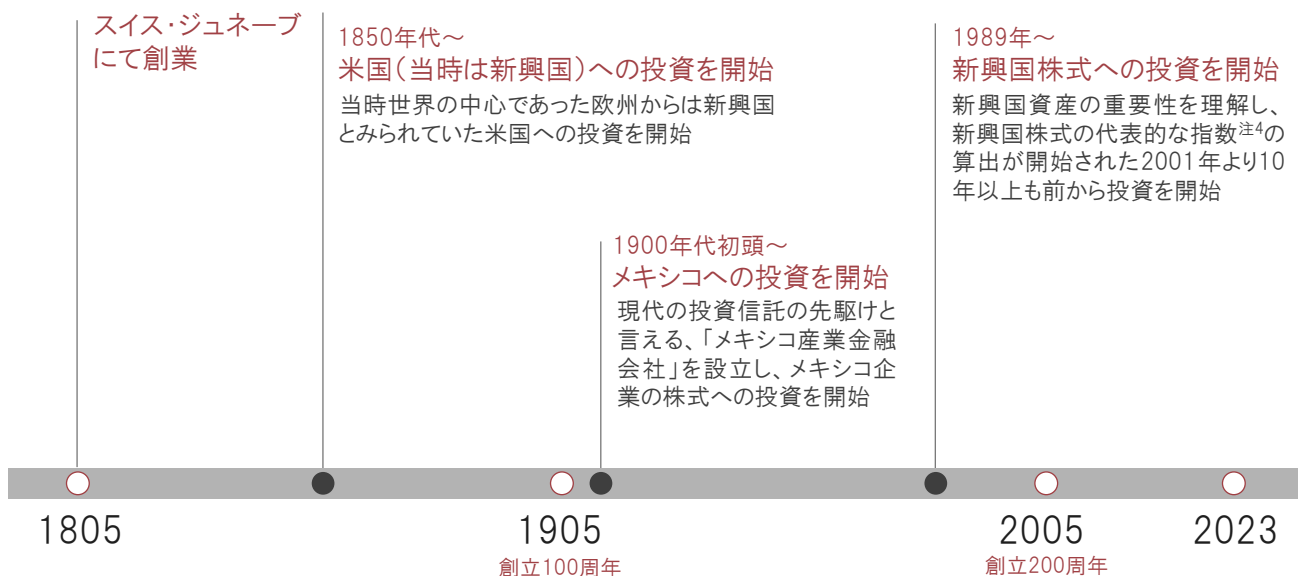 スイス・ジュネーブ
にて創業
1850年代～
米国（当時は新興国）への投資を開始
当時世界の中心であった欧州からは新興国
とみられていた米国への投資を開始
1900年代初頭～
メキシコへの投資を開始
現代の投資信託の先駆けと
言える、「メキシコ産業金融
会社」を設立し、メキシコ企
業の株式への投資を開始
1989年～
新興国株式への投資を開始
新興国資産の重要性を理解し、
新興国株式の代表的な指数注4の
算出が開始された2001年より10
年以上も前から投資を開始
1805
1905
創立100周年
2005
創立200周年
2023